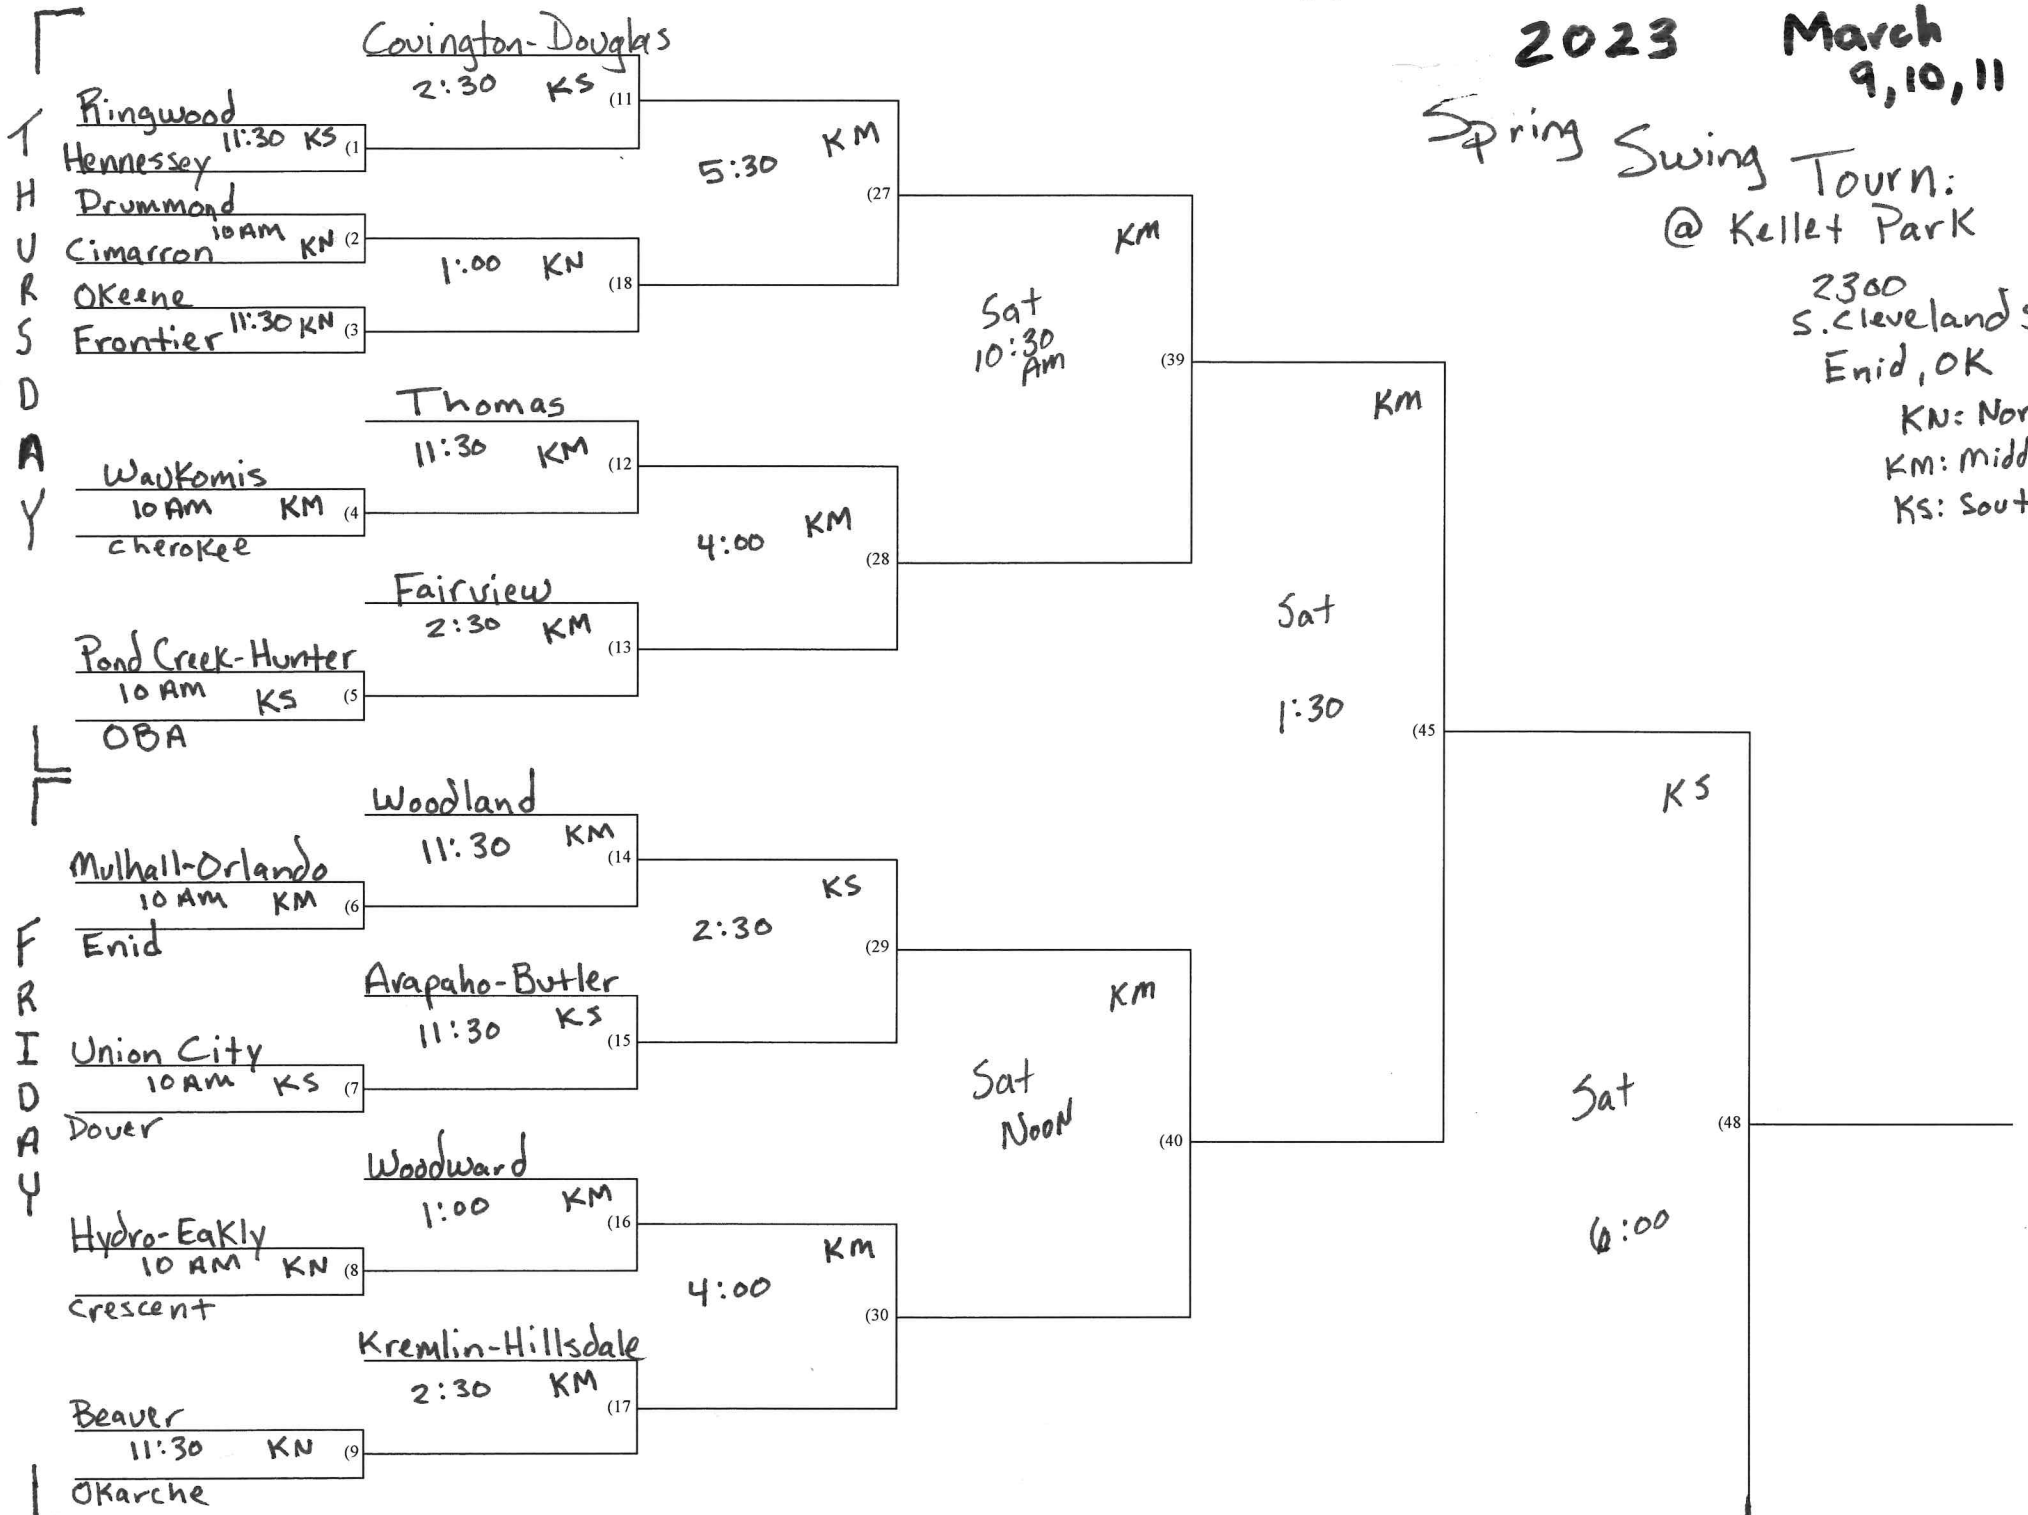 2023 March
9,10,11
Spring Swing Tourn:
@ Kellet Park
2300
S. Cleveland
Enid, OK
KN:
KM:
KS:
THURSDAY
Covington-Douglas
2:30 KS
(11
Ringwood
11:30 KS (1
Hennessey
Drummond
10 AM
Cimarron KN (2
1:00 KN
(18
Okeene
Frontier 11:30 KN (3
5:30 KM
(27
Thomas
11:30 KM
(12
Waukomis
10 AM KM (4
Cherokee
4:00 KM
(28
Fairview
2:30 KM
(13
Pond Creek-Hunter
10 AM KS (5
OBA
KM
Sat
10:30
Am
(39
KM
Sat
1:30
(45
FRIDAY
Woodland
11:30 KM
(14
Mulhall-Orlando
10 AM KM (6
Enid
2:30 KS
(29
Arapaho-Butler
11:30 KS
(15
Union City
10 AM KS (7
Dover
KM
Sat
Noon
(40
Woodward
1:00 KM
(16
Hydro-Eakly
10 AM KN (8
Crescent
4:00 KM
(30
Kremlin-Hillsdale
2:30 KM
(17
Beaver
11:30 KN (9
Okarche
KS
Sat
(48
6:00